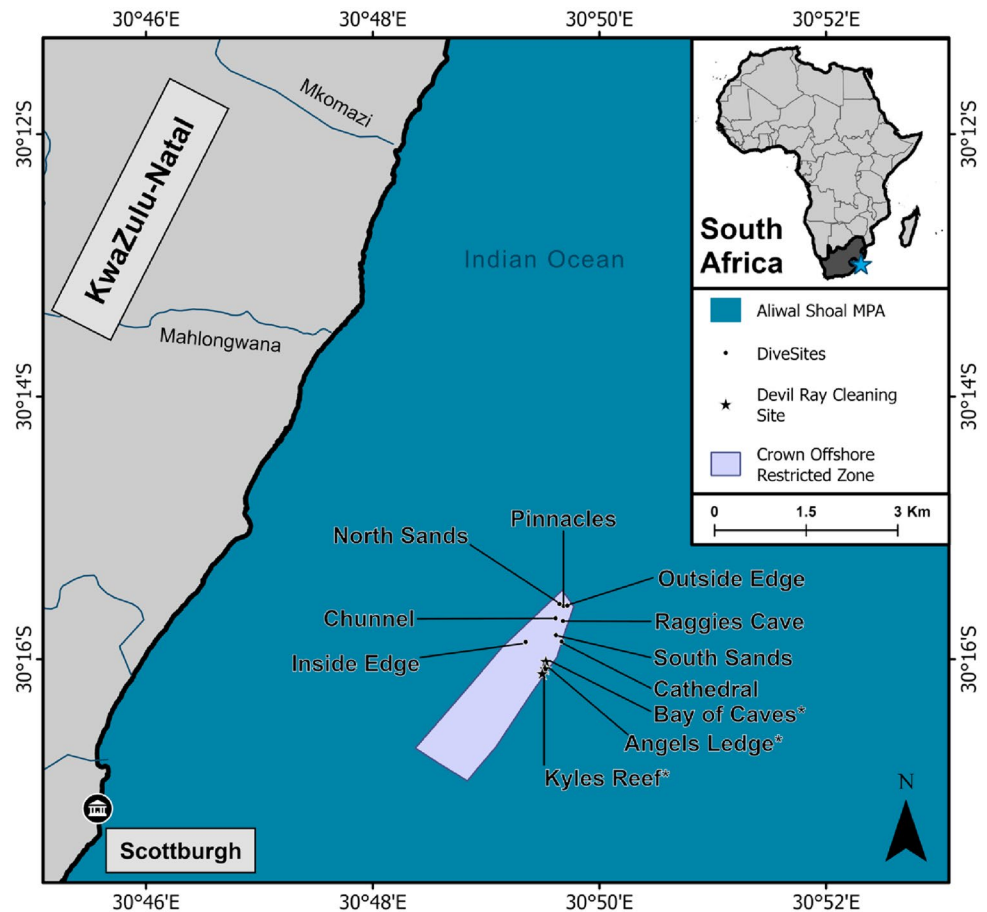 30°46'E
30°48'E
30°50'E
30°52'E
30°12'S
30°14'S
30°16'S
30°12'S
30°14'S
30°16'S
Mkomazi
KwaZulu-Natal
Mahlongwana
Indian Ocean
South
Africa
Aliwal Shoal MPA
DiveSites
Devil Ray Cleaning
Site
Crown Offshore
Restricted Zone
0
1.5
3 Km
Pinnacles
North Sands
Outside Edge
Chunnel
Raggies Cave
Inside Edge
South Sands
Cathedral
Bay of Caves*
Angels Ledge*
Kyles Reef*
N
Scottburgh
30°46'E
30°48'E
30°50'E
30°52'E